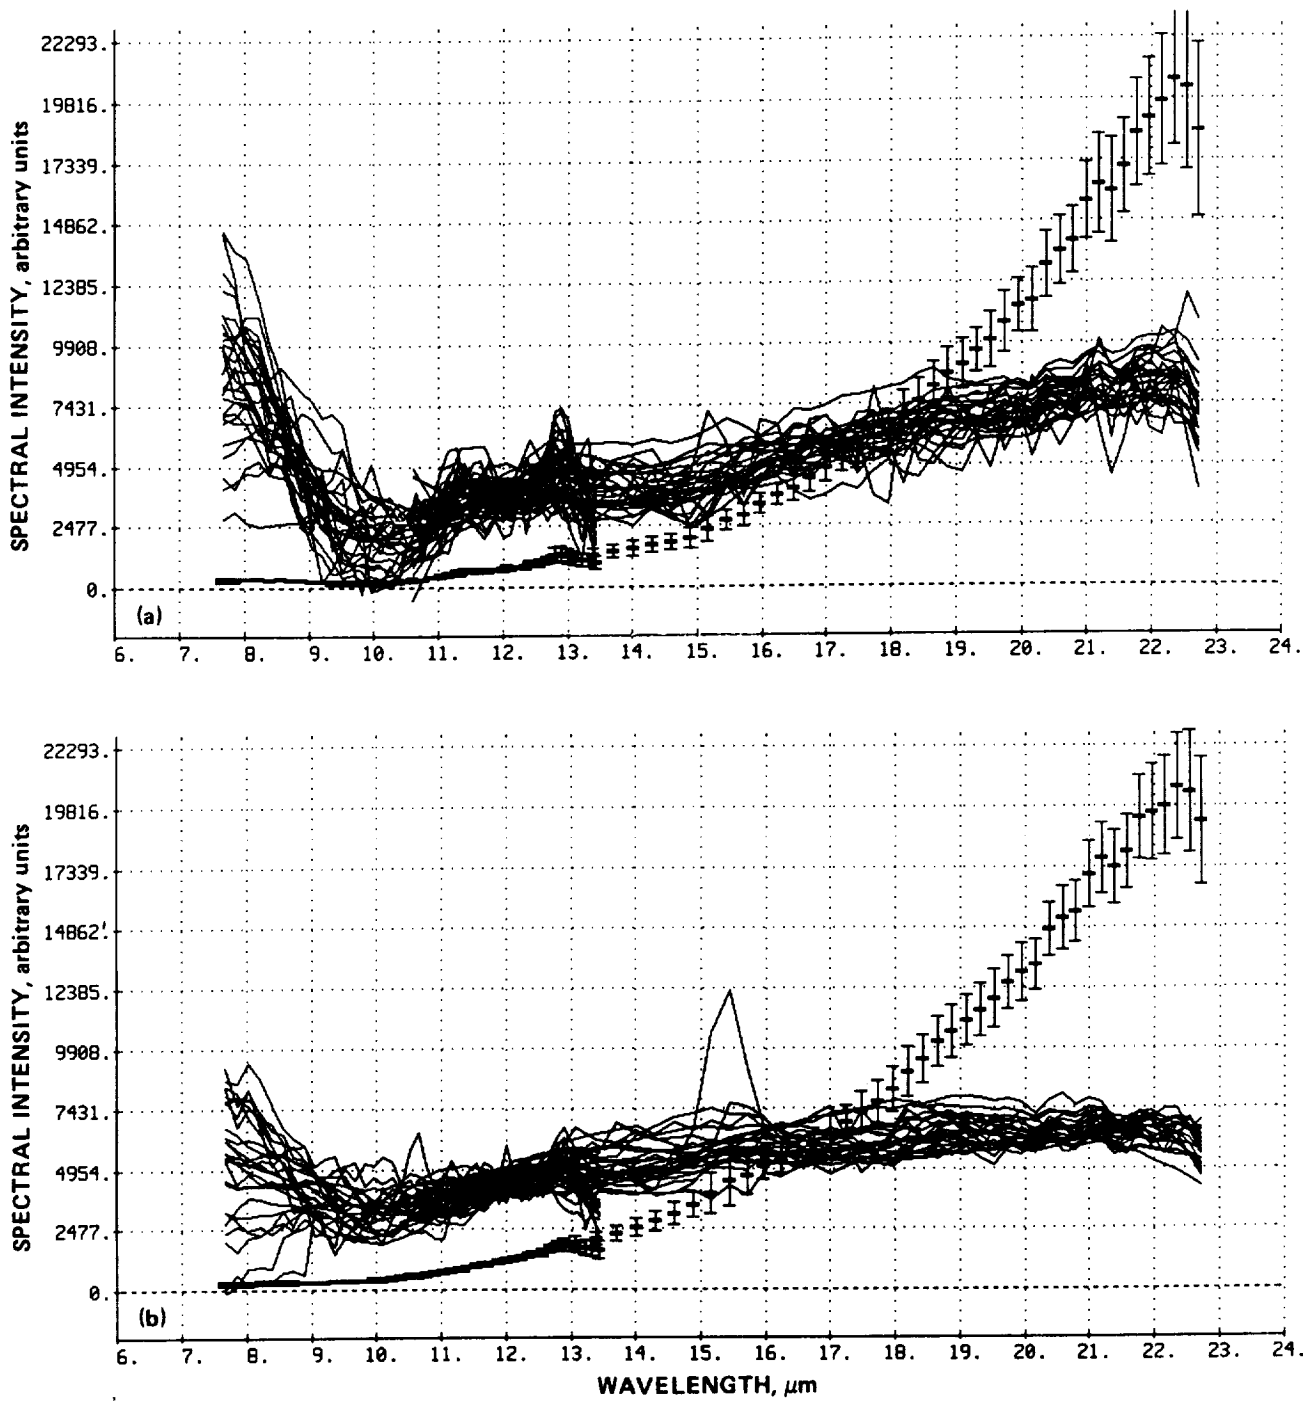 22293.
19816.
17339.
14862.
12385.
9908.
7431.
4954.
2477.
0.
SPECTRAL INTENSITY, arbitrary units
(a)
6. 7. 8. 9. 10. 11. 12. 13. 14. 15. 16. 17. 18. 19. 20. 21. 22. 23. 24.
22293.
19816.
17339.
14862.
12385.
9908.
7431.
4954.
2477.
0.
SPECTRAL INTENSITY, arbitrary units
(b)
6. 7. 8. 9. 10. 11. 12. 13. 14. 15. 16. 17. 18. 19. 20. 21. 22. 23. 24.
WAVELENGTH, μm